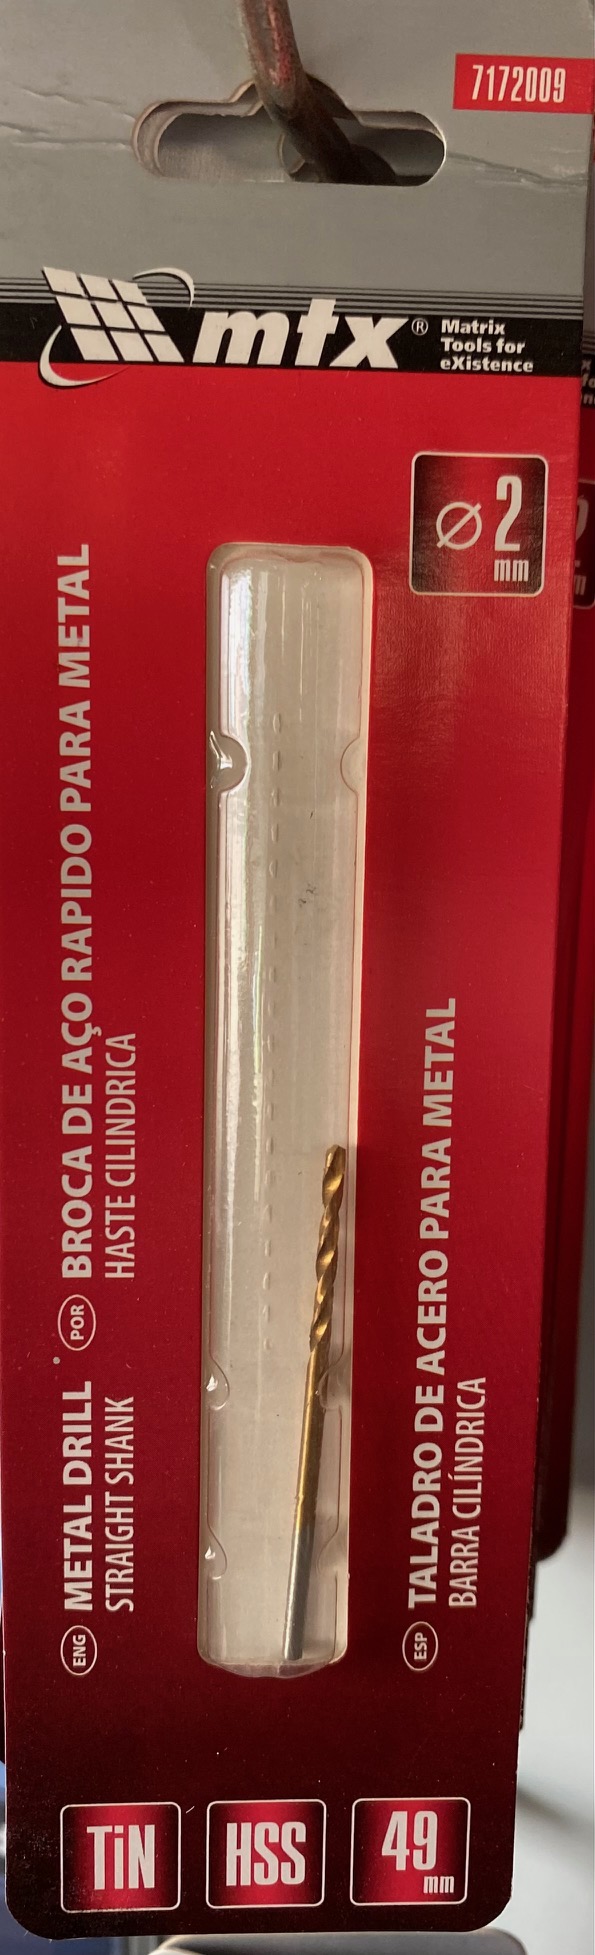 7172009
mtx® Matrix
Tools for
eXistence
Ø 2
mm
ENG METAL DRILL
STRAIGHT SHANK
POR BROCA DE AÇO RAPIDO PARA METAL
HASTE CILINDRICA
ESP TALADRO DE ACERO PARA METAL
BARRA CILÍNDRICA
TiN
HSS
49
mm